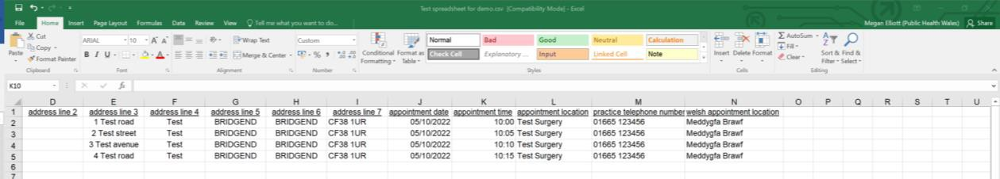 Test spreadsheet for demo.csv [Compatibility Mode] - Excel
File Home Insert Page Layout Formulas Data Review View Tell me what you want to do... Megan Elliott (Public Health Wales) Share
Cut ARIAL 10 A A Wrap Text Custom Normal Bad Good Neutral Calculation AutoSum
Paste Copy Fill
Format Painter B I U A Merge & Center % Conditional Formatting Format as Table Check Cell Explanatory ... Input Linked Cell Note Insert Delete Format Clear Sort & Filter Find & Select
Clipboard Font Alignment Number Styles Cells Editing
K10 fx
D E F G H I J K L M N O P Q R S T U
1 address line 2 address line 3 address line 4 address line 5 address line 6 address line 7 appointment date appointment time appointment location practice telephone number welsh appointment location
2 1 Test road Test BRIDGEND BRIDGEND CF38 1UR 05/10/2022 10:00 Test Surgery 01665 123456 Meddygfa Brawf
3 2 Test street Test BRIDGEND BRIDGEND CF38 1UR 05/10/2022 10:05 Test Surgery 01665 123456 Meddygfa Brawf
4 3 Test avenue Test BRIDGEND BRIDGEND CF38 1UR 05/10/2022 10:10 Test Surgery 01665 123456 Meddygfa Brawf
5 4 Test road Test BRIDGEND BRIDGEND CF38 1UR 05/10/2022 10:15 Test Surgery 01665 123456 Meddygfa Brawf
6
7